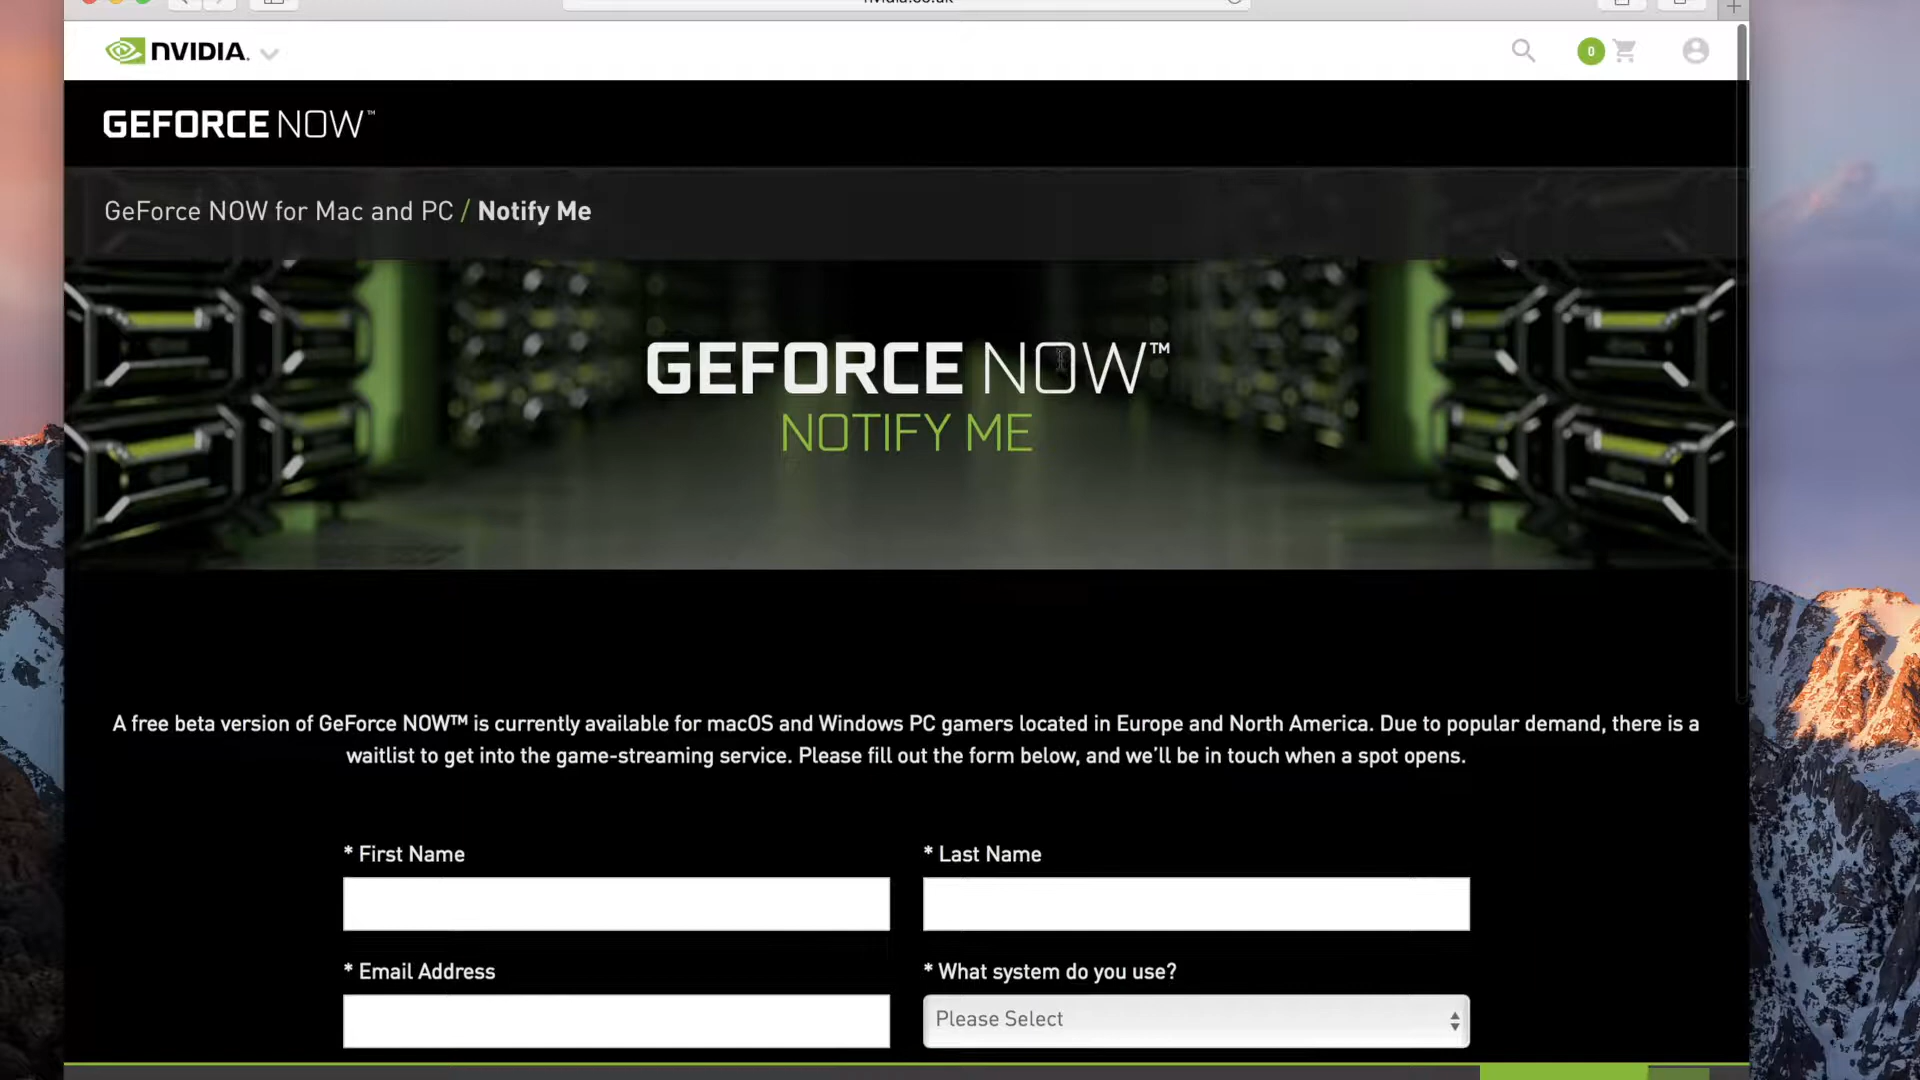 nvidia.co.uk
NVIDIA.
0
GEFORCE NOW™
GeForce NOW for Mac and PC / Notify Me
GEFORCE NOW™
NOTIFY ME
A free beta version of GeForce NOW™ is currently available for macOS and Windows PC gamers located in Europe and North America. Due to popular demand, there is a
waitlist to get into the game-streaming service. Please fill out the form below, and we'll be in touch when a spot opens.
* First Name
* Last Name
* Email Address
* What system do you use?
Please Select